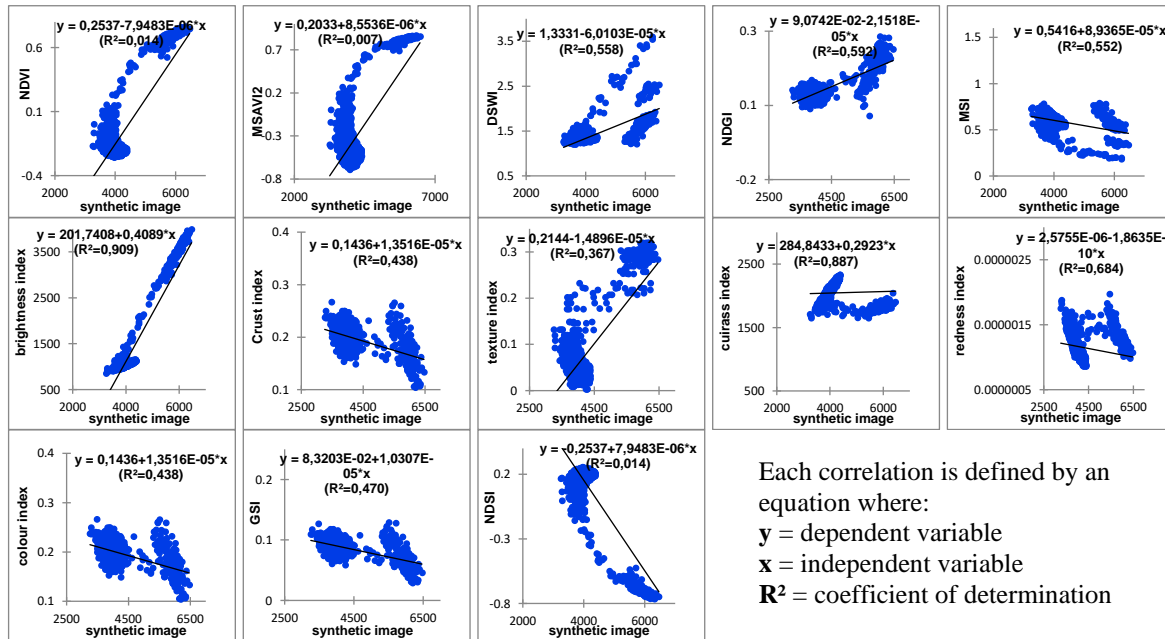 y = 0,2537-7,9483E-06*x
(R²=0,014)
NDVI
0.6
0.1
-0.4
2000
4000
6000
synthetic image
y = 0,2033+8,5536E-06*x
(R²=0,007)
MSAVI2
0.7
0.2
-0.3
-0.8
2000
7000
synthetic image
y = 1,3331-6,0103E-05*x
(R²=0,558)
DSWI
3.5
2.5
1.5
0.5
2000
4000
6000
synthetic image
y = 9,0742E-02-2,1518E-
05*x
(R²=0,592)
NDGI
0.1
-0.2
2500
4500
6500
synthetic image
y = 0,5416+8,9365E-05*x
(R²=0,552)
MSI
1
0.5
0
2000
4000
6000
synthetic image
y = 201,7408+0,4089*x
(R²=0,909)
brightness index
3500
2500
1500
500
2000
4000
6000
synthetic image
y = 0,1436+1,3516E-05*x
(R²=0,438)
Crust index
0.4
0.3
0.2
0.1
2500
4500
6500
synthetic image
y = 0,2144-1,4896E-05*x
(R²=0,367)
texture index
0.3
0.2
0.1
0
2500
4500
6500
synthetic image
y = 284,8433+0,2923*x
(R²=0,887)
cuirass index
2500
1500
500
2000
4000
6000
synthetic image
y = 2,5755E-06-1,8635E-
10*x
(R²=0,684)
redness index
0.0000025
0.0000015
0.0000005
2500
4500
6500
synthetic image
y = 0,1436+1,3516E-05*x
(R²=0,438)
colour index
0.4
0.3
0.2
0.1
2500
4500
6500
synthetic image
y = 8,3203E-02+1,0307E-
05*x
(R²=0,470)
GSI
0.2
0.1
0
2500
4500
6500
synthetic image
y = -0,2537+7,9483E-06*x
(R²=0,014)
NDSI
0.2
-0.3
-0.8
2000
4000
6000
synthetic image
Each correlation is defined by an
equation where:
y = dependent variable
x = independent variable
R² = coefficient of determination